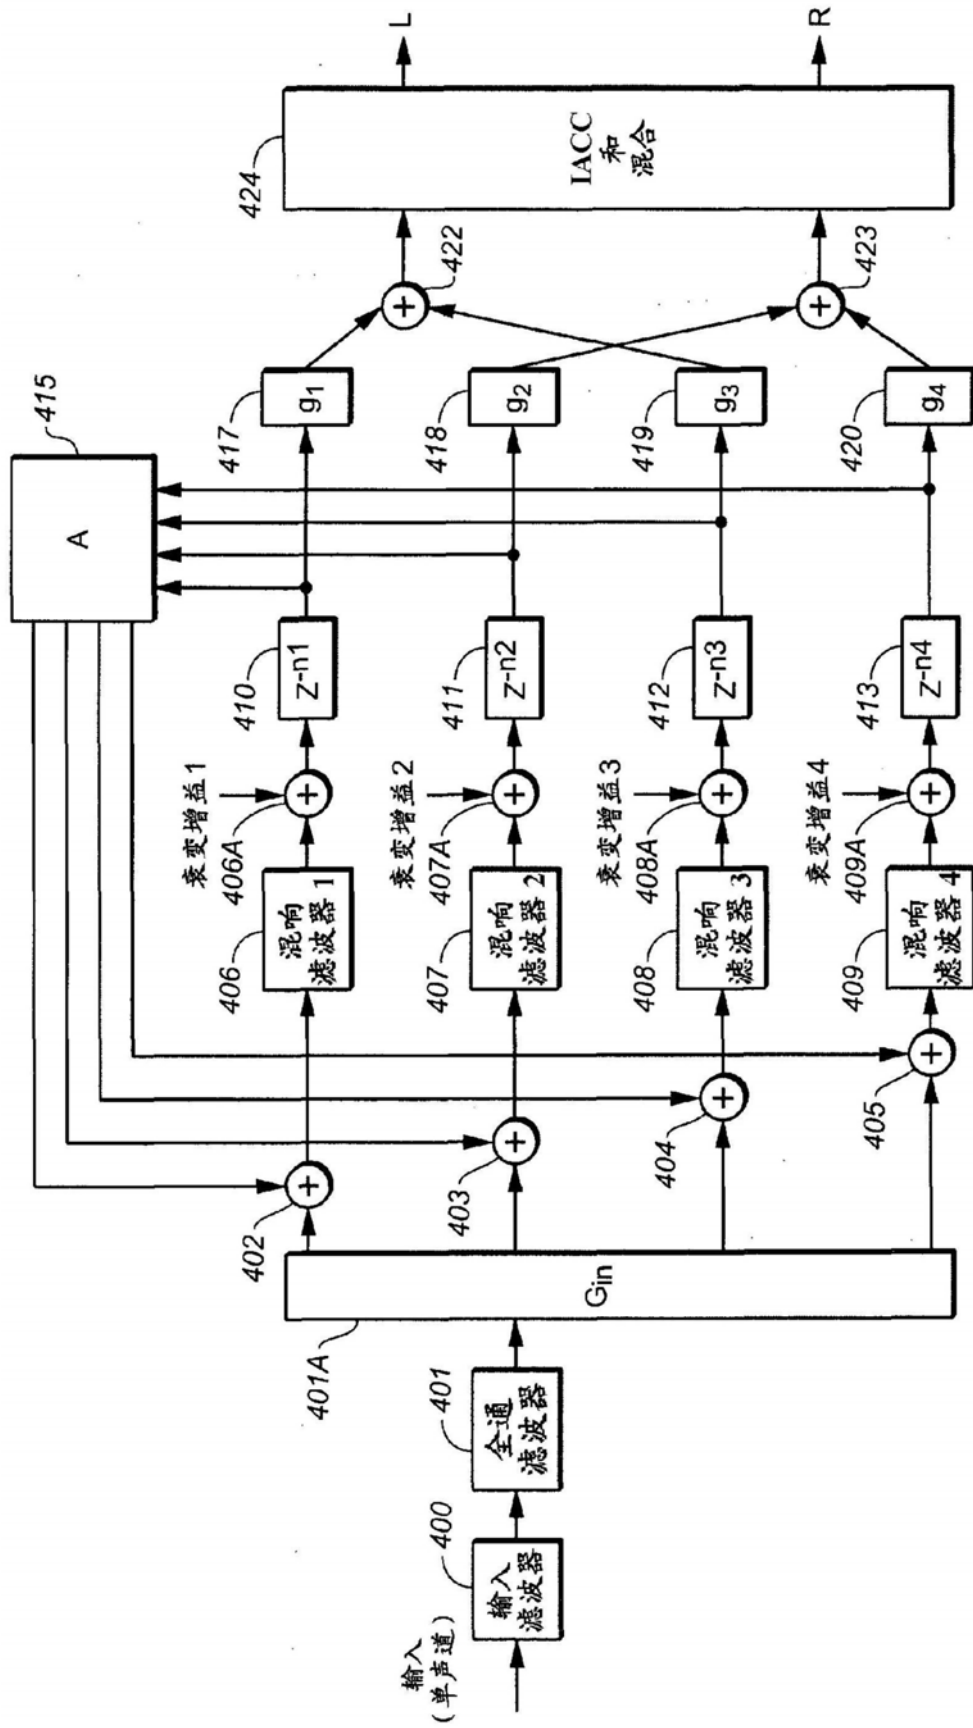 输入
(单声道)
输入
滤波器
400
全通
滤波器
401
401A
Gin
402
403
404
405
406
混响
滤波器 1
407
混响
滤波器 2
408
混响
滤波器 3
409
混响
滤波器 4
衰变增益1
406A
衰变增益2
407A
衰变增益3
408A
衰变增益4
409A
410
z-n1
411
z-n2
412
z-n3
413
z-n4
A
415
417
g1
418
g2
419
g3
420
g4
422
423
424
IACC
和
混合
L
R